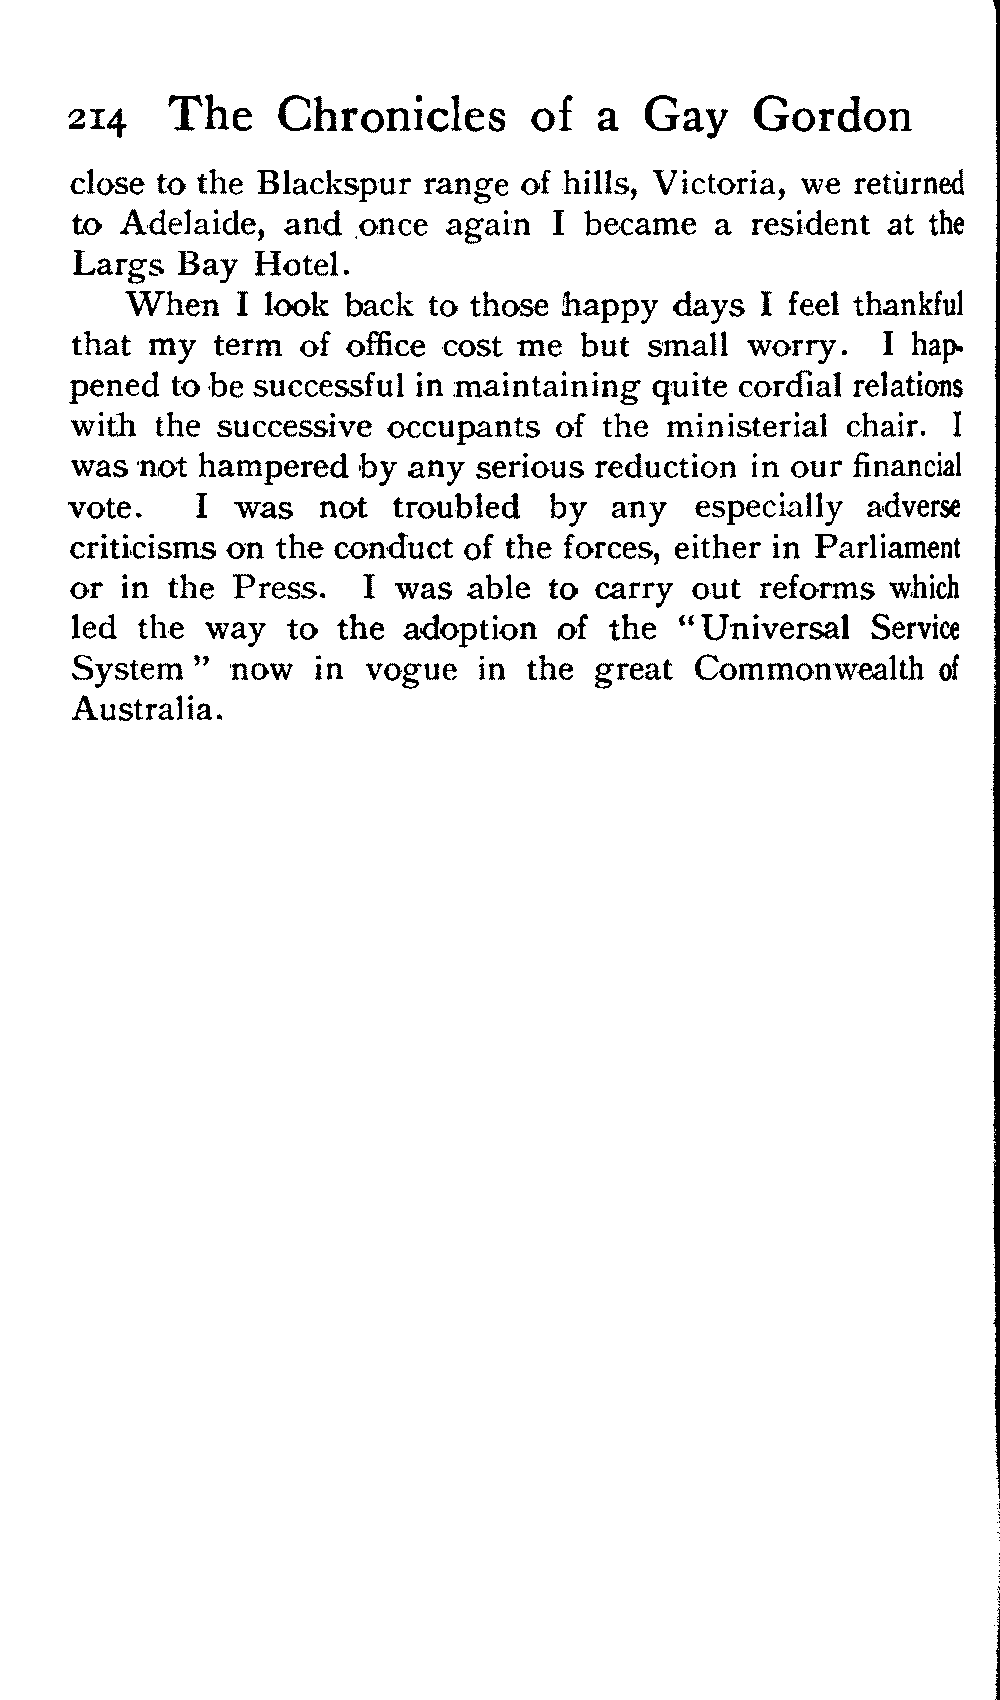 214 The Chronicles of a Gay Gordon
close to the Blackspur range of hills, Victoria, we returned
to Adelaide, and once again I became a resident at the
Largs Bay Hotel.
When I look back to those happy days I feel thankful
that my term of office cost me but small worry. I hap-
pened to be successful in maintaining quite cordial relations
with the successive occupants of the ministerial chair. I
was not hampered by any serious reduction in our financial
vote. I was not troubled by any especially adverse
criticisms on the conduct of the forces, either in Parliament
or in the Press. I was able to carry out reforms which
led the way to the adoption of the "Universal Service
System" now in vogue in the great Commonwealth of
Australia.